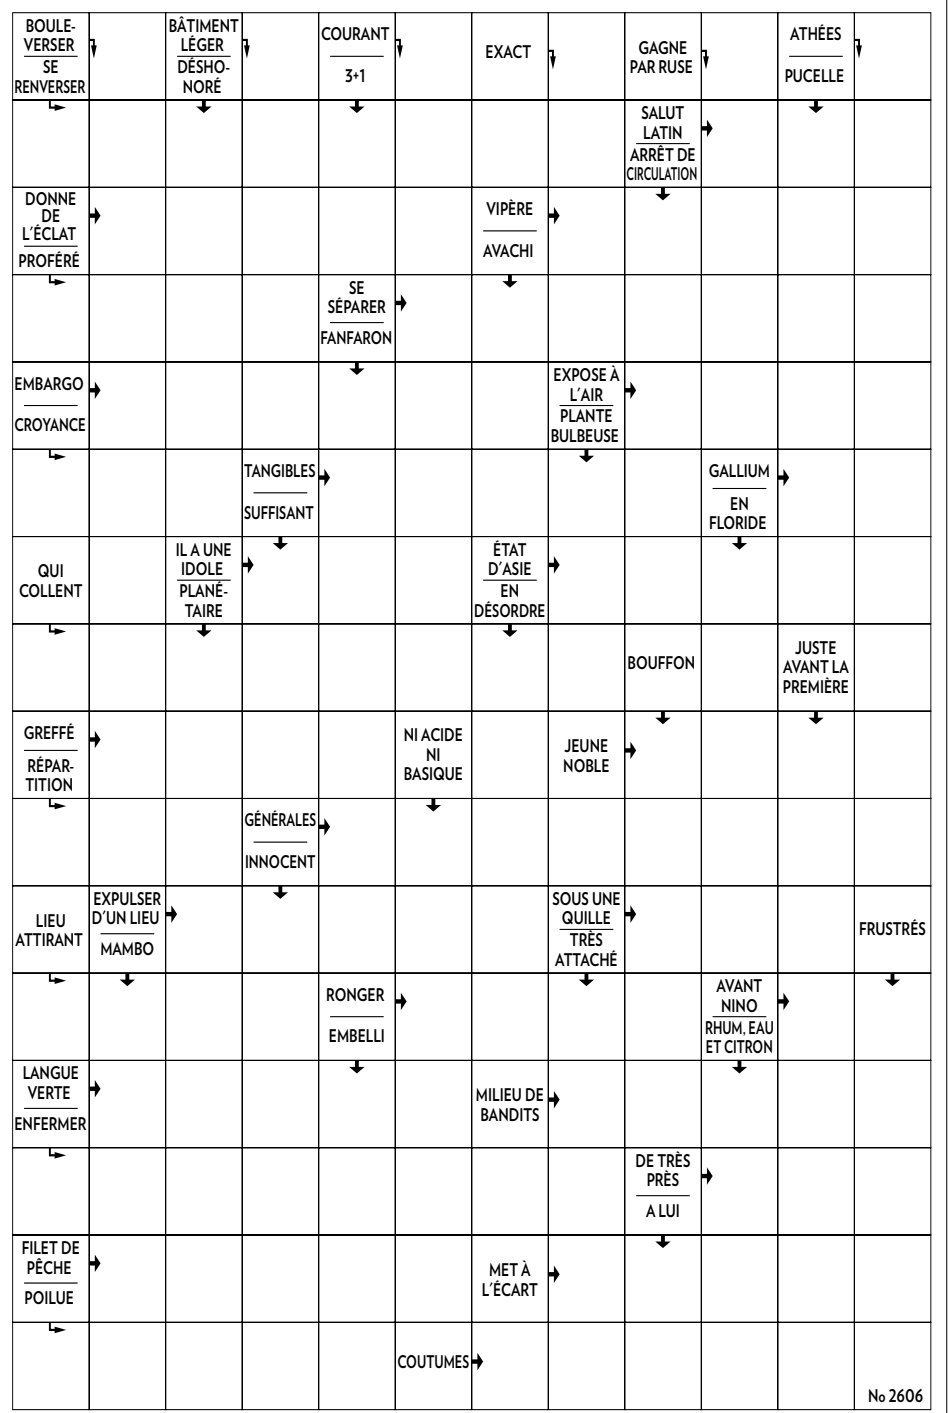 BOULE-
VERSER
SE
RENVERSER
BÂTIMENT
LÉGER
DÉSHO-
NORÉ
COURANT
3+1
EXACT
GAGNE
PAR RUSE
ATHÉES
PUCELLE
SALUT
LATIN
ARRÊT DE
CIRCULATION
DONNE
DE
L'ÉCLAT
PROFÉRÉ
VIPÈRE
AVACHI
SE
SÉPARER
FANFARON
EMBARGO
CROYANCE
EXPOSE À
L'AIR
PLANTE
BULBEUSE
TANGIBLES
SUFFISANT
GALLIUM
EN
FLORIDE
QUI
COLLENT
IL A UNE
IDOLE
PLANÉ-
TAIRE
ÉTAT
D'ASIE
EN
DÉSORDRE
BOUFFON
JUSTE
AVANT LA
PREMIÈRE
GREFFÉ
RÉPAR-
TITION
NI ACIDE
NI
BASIQUE
JEUNE
NOBLE
GÉNÉRALES
INNOCENT
LIEU
ATTIRANT
EXPULSER
D'UN LIEU
MAMBO
SOUS UNE
QUILLE
TRÈS
ATTACHÉ
FRUSTRÉS
RONGER
EMBELLI
AVANT
NINO
RHUM, EAU
ET CITRON
LANGUE
VERTE
ENFERMER
MILIEU DE
BANDITS
DE TRÈS
PRÈS
A LUI
FILET DE
PÊCHE
POILUE
MET À
L'ÉCART
COUTUMES
No 2606